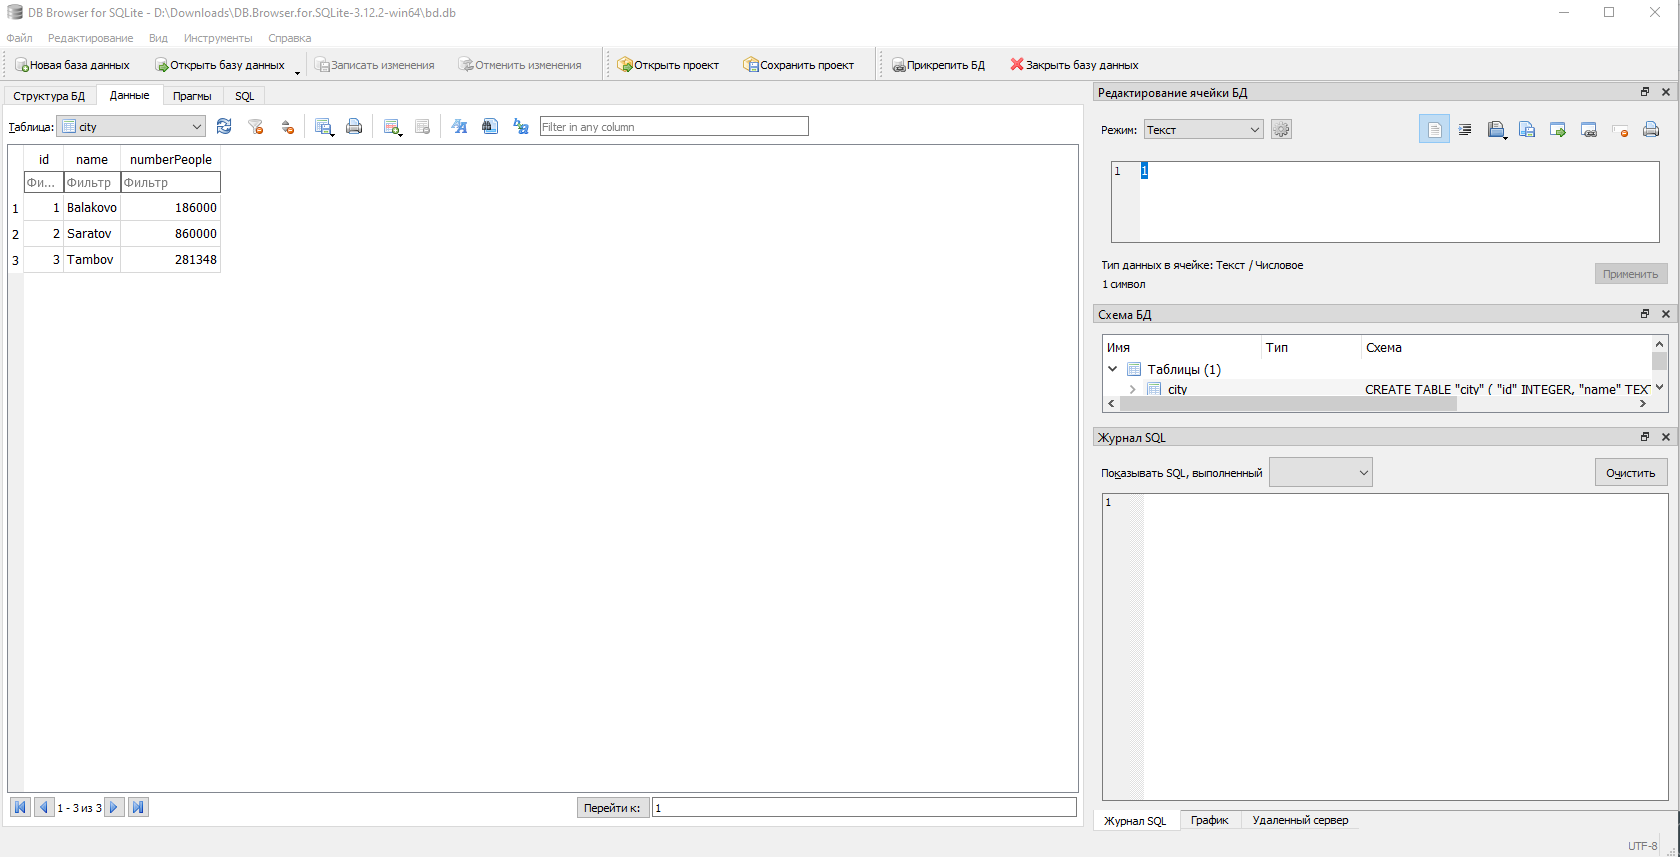 DB Browser for SQLite - D:\Downloads\DB.Browser.for.SQLite-3.12.2-win64\bd.db
Файл Редактирование Вид Инструменты Справка
Новая база данных Открыть базу данных Записать изменения Отменить изменения Открыть проект Сохранить проект Прикрепить БД Закрыть базу данных
Структура БД Данные Прагмы SQL
Таблица: city Filter in any column
id name numberPeople
Фи... Фильтр Фильтр
1 1 Balakovo 186000
2 2 Saratov 860000
3 3 Tambov 281348
1 - 3 из 3 Перейти к: 1
Редактирование ячейки БД
Режим: Текст
1 1
Тип данных в ячейке: Текст / Числовое
1 символ
Применить
Схема БД
Имя Тип Схема
Таблицы (1)
city CREATE TABLE "city" ( "id" INTEGER, "name" TEXT
Журнал SQL
Показывать SQL, выполненный Очистить
1
Журнал SQL График Удаленный сервер
UTF-8